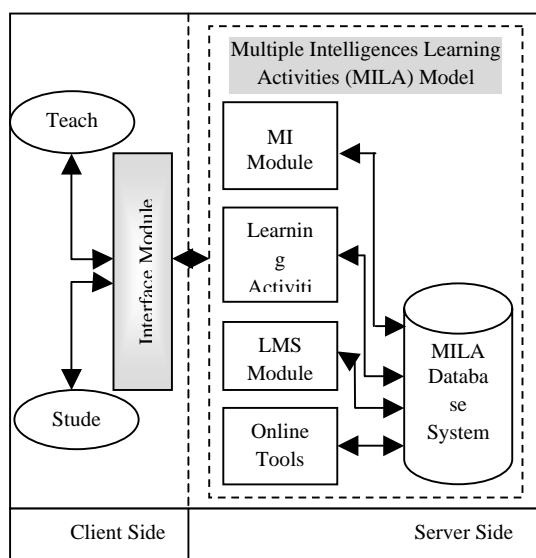 Multiple Intelligences Learning
Activities (MILA) Model
Teach
Stude
Interface Module
MI
Module
Learnin
g
Activiti
LMS
Module
Online
Tools
MILA
Databa
se
System
Client Side
Server Side